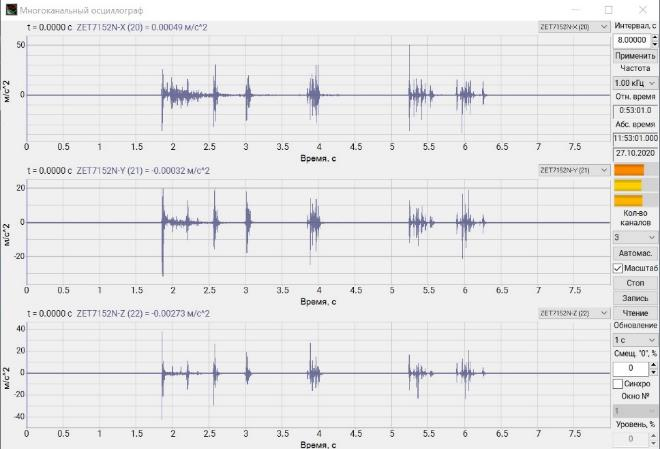 Многоканальный осциллограф
t = 0.0000 с ZET7152N-X (20) = 0.00049 м/с^2
ZET7152N-X (20)
50
0
м/с^2
0 0.5 1 1.5 2 2.5 3 3.5 4 4.5 5 5.5 6 6.5 7 7.5
Время, с
t = 0.0000 с ZET7152N-Y (21) = -0.00032 м/с^2
ZET7152N-Y (21)
20
0
-20
м/с^2
0 0.5 1 1.5 2 2.5 3 3.5 4 4.5 5 5.5 6 6.5 7 7.5
Время, с
t = 0.0000 с ZET7152N-Z (22) = -0.00273 м/с^2
ZET7152N-Z (22)
40
20
0
-20
-40
м/с^2
0 0.5 1 1.5 2 2.5 3 3.5 4 4.5 5 5.5 6 6.5 7 7.5
Время, с
Интервал, с
8.00000
Применить
Частота
1.00 кГц
Отн. время
0:53:01.0
Абс. время
11:53:01.000
27.10.2020
Кол-во
каналов
3
Автомас.
Масштаб
Стоп
Запись
Чтение
Обновление
1 с
Смещ. "0", %
0
Синхро
Окно №
1
Уровень, %
0